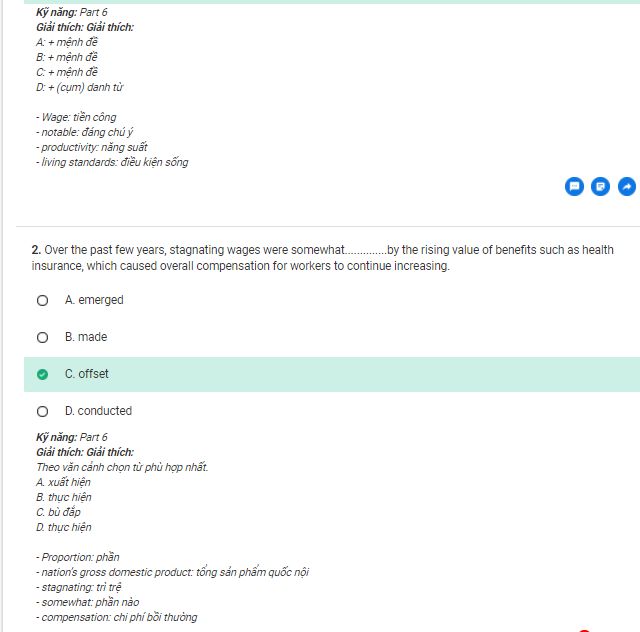 Kỹ năng: Part 6
Giải thích: Giải thích:
A: + mệnh đề
B: + mệnh đề
C: + mệnh đề
D: + (cụm) danh từ
- Wage: tiền công
- notable: đáng chú ý
- productivity: năng suất
- living standards: điều kiện sống
2. Over the past few years, stagnating wages were somewhat..............by the rising value of benefits such as health
insurance, which caused overall compensation for workers to continue increasing.
A. emerged
B. made
C. offset
D. conducted
Kỹ năng: Part 6
Giải thích: Giải thích:
Theo văn cảnh chọn từ phù hợp nhất.
A. xuất hiện
B. thực hiện
C. bù đắp
D. thực hiện
- Proportion: phần
- nation's gross domestic product: tổng sản phẩm quốc nội
- stagnating: trì trệ
- somewhat: phần nào
- compensation: chi phí bồi thường